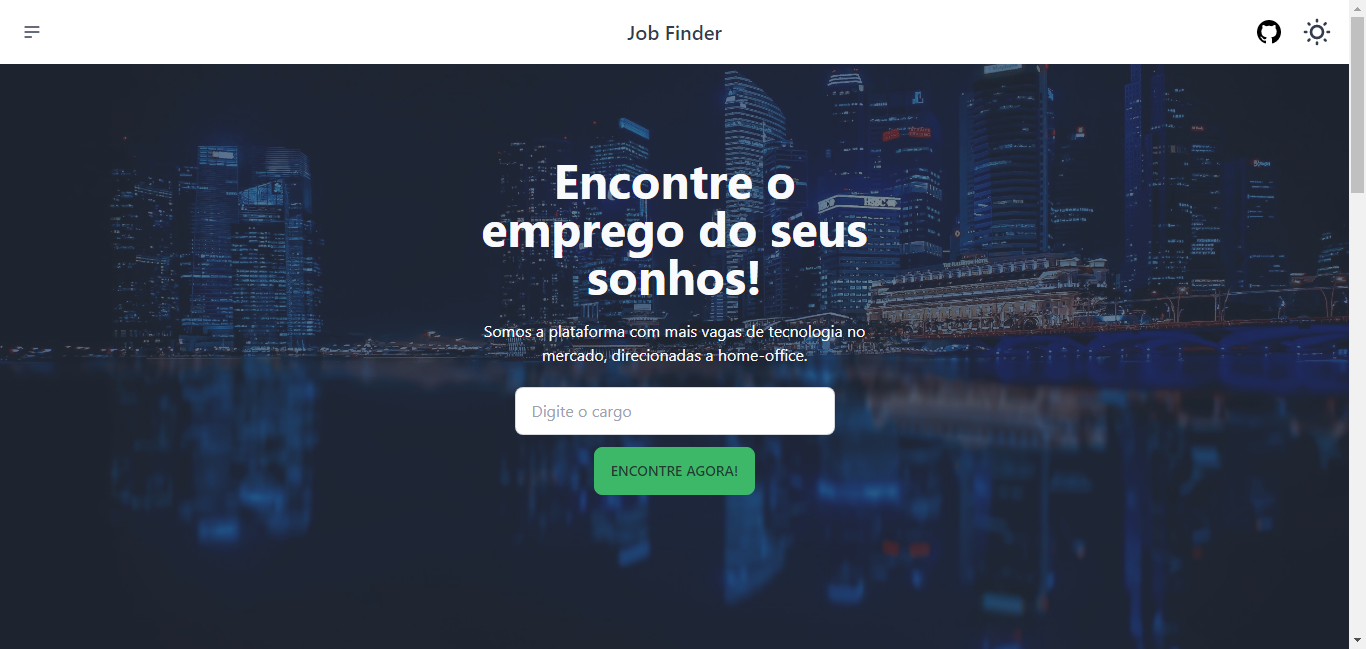 Job Finder
Encontre o
emprego do seus
sonhos!
Somos a plataforma com mais vagas de tecnologia no
mercado, direcionadas a home-office.
Digite o cargo
ENCONTRE AGORA!